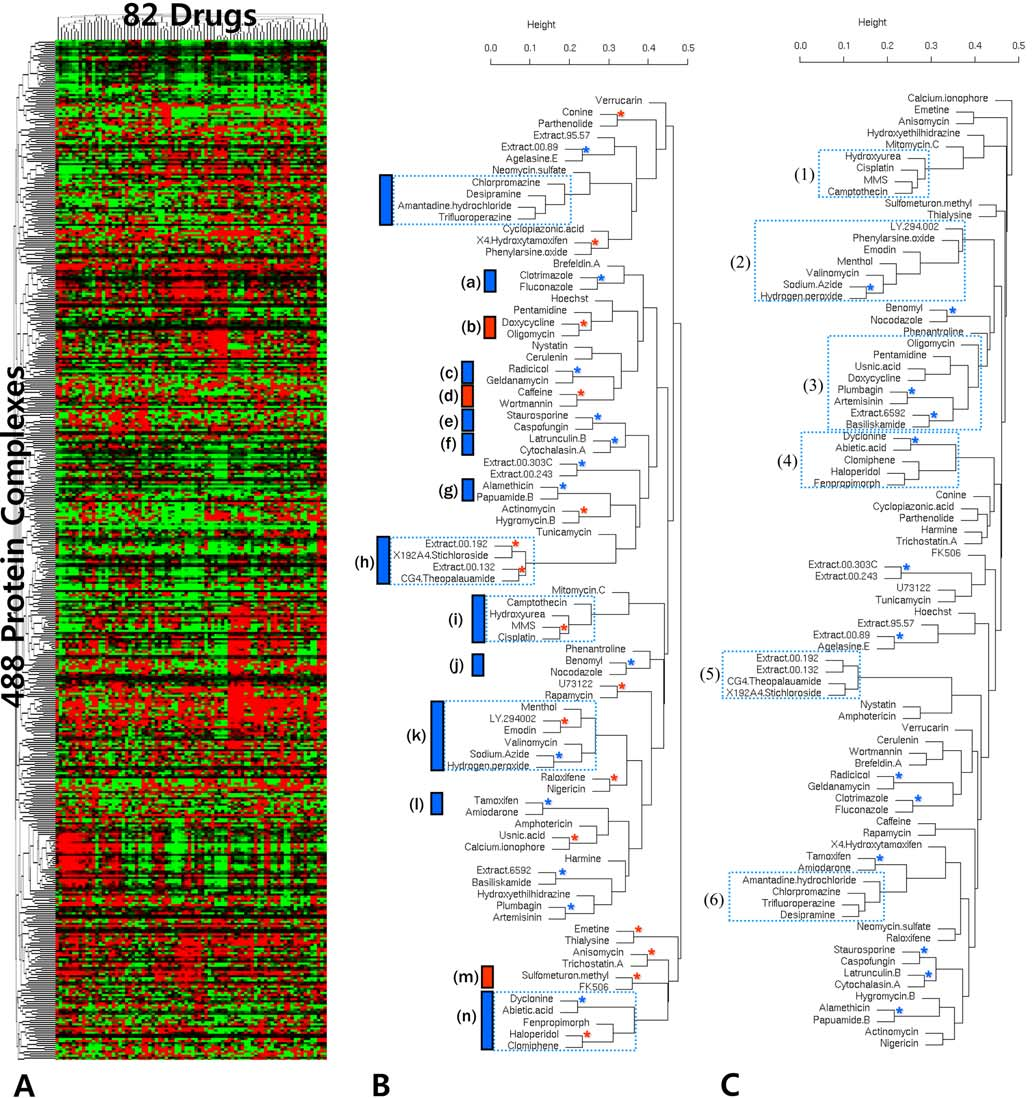 82 Drugs
488 Protein Complexes
A
Height
0.0 0.1 0.2 0.3 0.4 0.5
Verrucarin
Conine
Parthenolide
Extract.95.57
Extract.00.89
Agelasine.E
Neomycin.sulfate
Chlorpromazine
Desipramine
Amantadine.hydrochloride
Trifluoroperazine
Cyclopiazonic.acid
X4.Hydroxytamoxifen
Phenylarsine.oxide
Brefeldin.A
(a)
Clotrimazole
Fluconazole
Hoechst
Pentamidine
(b)
Doxycycline
Oligomycin
Nystatin
Cerulenin
(c)
Radicicol
Geldanamycin
(d)
Caffeine
Wortmannin
(e)
Staurosporine
Caspofungin
(f)
Latrunculin.B
Cytochalasin.A
Extract.00.303C
Extract.00.243
(g)
Alamethicin
Papuamide.B
Actinomycin
Hygromycin.B
Tunicamycin
(h)
Extract.00.192
X192A4.Stichloroside
Extract.00.132
CG4.Theopalauamide
Mitomycin.C
(i)
Camptothecin
Hydroxyurea
MMS
Cisplatin
Phenantroline
(j)
Benomyl
Nocodazole
U73122
Rapamycin
(k)
Menthol
LY.294002
Emodin
Valinomycin
Sodium.Azide
Hydrogen.peroxide
Raloxifene
Nigericin
(l)
Tamoxifen
Amiodarone
Amphotericin
Usnic.acid
Calcium.ionophore
Harmine
Extract.6592
Basiliskamide
Hydroxyethilhidrazine
Plumbagin
Artemisinin
Emetine
Thialysine
Anisomycin
Trichostatin.A
(m)
Sulfometuron.methyl
FK506
(n)
Dyclonine
Abietic.acid
Fenpropimorph
Haloperidol
Clomiphene
B
Height
0.0 0.1 0.2 0.3 0.4 0.5
Calcium.ionophore
Emetine
Anisomycin
Hydroxyethilhidrazine
Mitomycin.C
(1)
Hydroxyurea
Cisplatin
MMS
Camptothecin
Sulfometuron.methyl
Thialysine
(2)
LY.294.002
Phenylarsine.oxide
Emodin
Menthol
Valinomycin
Sodium.Azide
Hydrogen.peroxide
Benomyl
Nocodazole
Phenantroline
(3)
Oligomycin
Pentamidine
Usnic.acid
Doxycycline
Plumbagin
Artemisinin
Extract.6592
Basiliskamide
(4)
Dyclonine
Abietic.acid
Clomiphene
Haloperidol
Fenpropimorph
Conine
Cyclopiazonic.acid
Parthenolide
Harmine
Trichostatin.A
FK506
Extract.00.303C
Extract.00.243
U73122
Tunicamycin
Hoechst
Extract.95.57
Extract.00.89
Agelasine.E
(5)
Extract.00.192
Extract.00.132
CG4.Theopalauamide
X192A4.Stichloroside
Nystatin
Amphotericin
Verrucarin
Cerulenin
Wortmannin
Brefeldin.A
Radicicol
Geldanamycin
Clotrimazole
Fluconazole
Caffeine
Rapamycin
X4.Hydroxytamoxifen
Tamoxifen
Amiodarone
(6)
Amantadine.hydrochloride
Chlorpromazine
Trifluoperazine
Desipramine
Neomycin.sulfate
Raloxifene
Staurosporine
Caspofungin
Latrunculin.B
Cytochalasin.A
Hygromycin.B
Alamethicin
Papuamide.B
Actinomycin
Nigericin
C